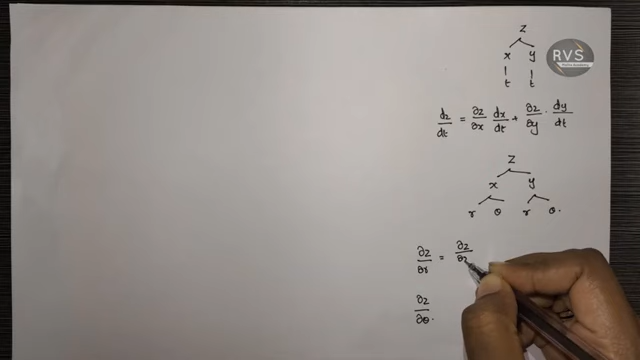 z
x y
t t
RVS
dz/dt = ∂z/∂x dx/dt + ∂z/∂y · dy/dt
z
x y
r θ r θ.
∂z/∂r = ∂z/∂x
∂z/∂θ.